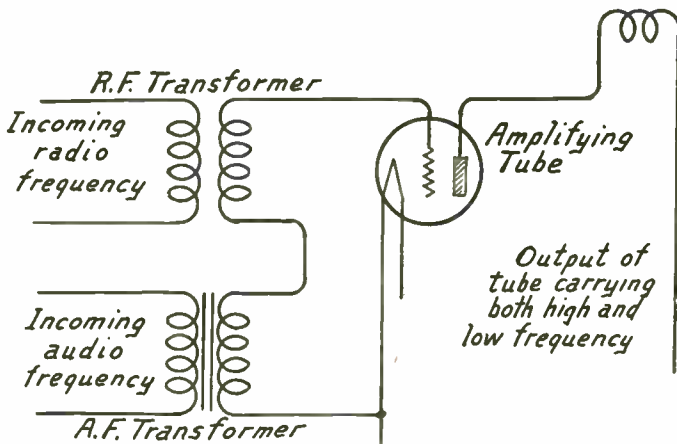 R.F. Transformer
Incoming
radio
frequency
Amplifying
Tube
Output of
tube carrying
both high and
low frequency
Incoming
audio
frequency
A.F. Transformer